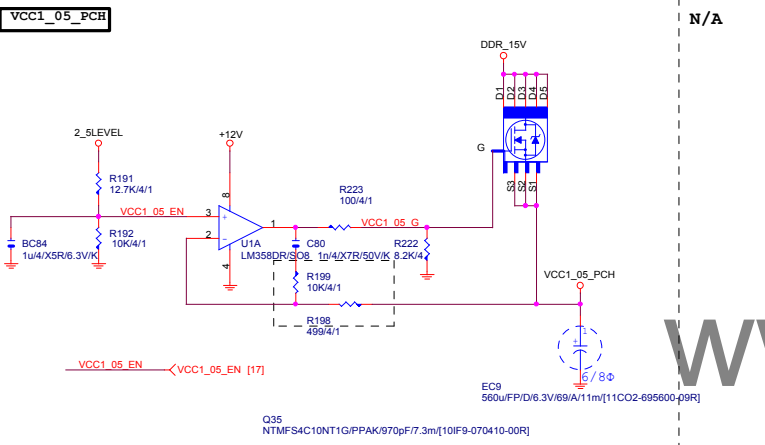 VCC1_05_PCH
N/A
DDR_15V
D1
D2
D3
D4
D5
G
S3
S2
S1
2_5LEVEL
+12V
R191
12.7K/4/1
VCC1_05_EN
R192
10K/4/1
BC84
1u/4/X5R/6.3V/K
8
3
+
2
-
1
4
U1A
LM358DR/SO8
R223
100/4/1
VCC1_05_G
C80
1n/4/X7R/50V/K
R222
8.2K/4
R199
10K/4/1
R198
499/4/1
VCC1_05_PCH
1
+
6/8Φ
EC9
560u/FP/D/6.3V/69/A/11m/[11CO2-695600-09R]
VCC1_05_EN
VCC1_05_EN [17]
Q35
NTMFS4C10NT1G/PPAK/970pF/7.3m/[10IF9-070410-00R]